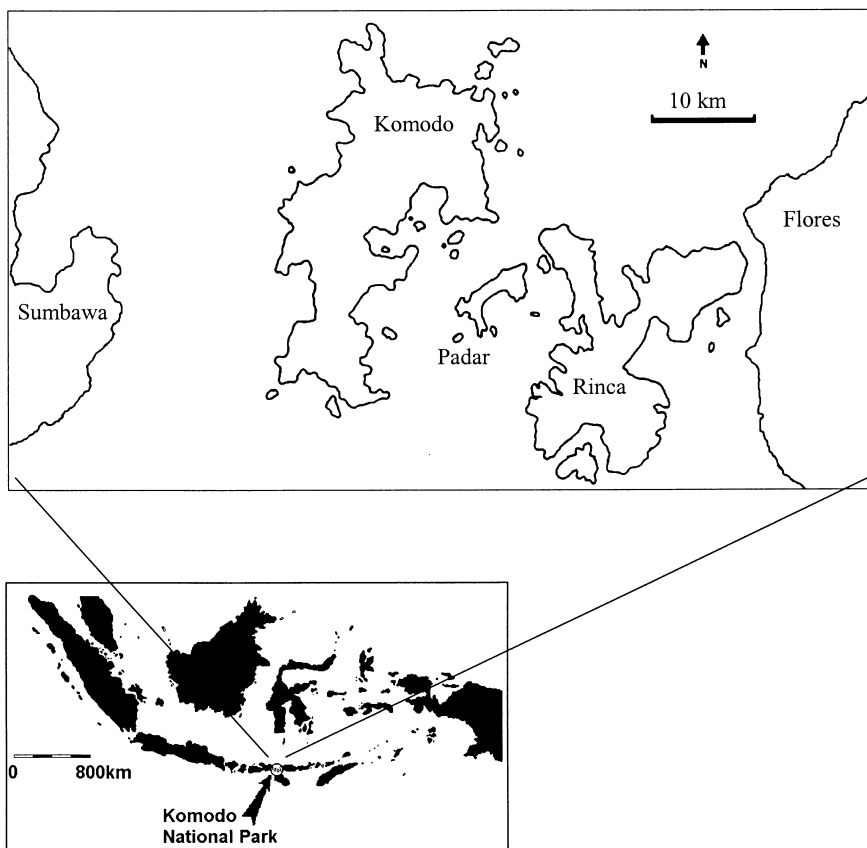 N
10 km
Komodo
Flores
Sumbawa
Padar
Rinca
0 800km
Komodo
National Park